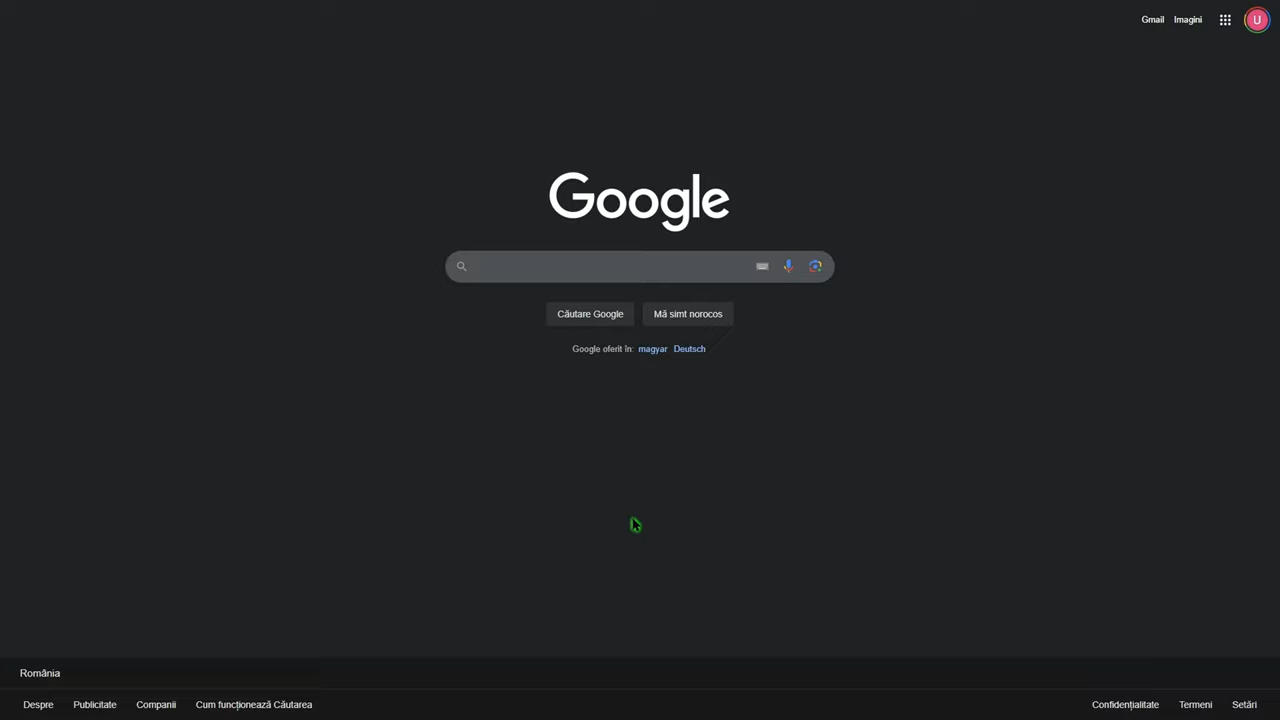 Gmail Imagini U
Google
Căutare Google Mă simt norocos
Google oferit în: magyar Deutsch
România
Despre Publicitate Companii Cum funcționează Căutarea Confidențialitate Termeni Setări